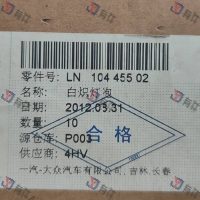 零件号: LN 104 455 02
名称: 白炽灯泡
日期: 2012.03.31
数量: 10
源仓库: P003
供应商: 4HV
合格
一汽-大众汽车有限公司, 吉林.长春